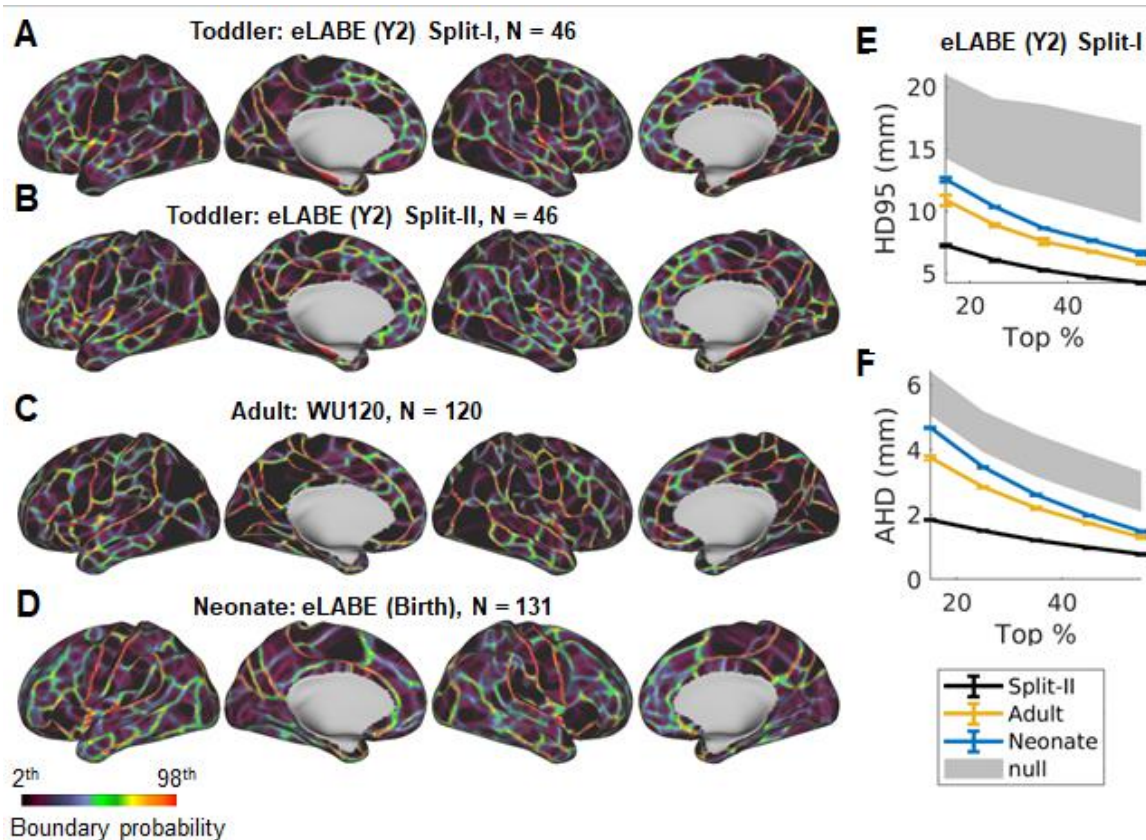 A
Toddler: eLABE (Y2) Split-I, N = 46
B
Toddler: eLABE (Y2) Split-II, N = 46
C
Adult: WU120, N = 120
D
Neonate: eLABE (Birth), N = 131
2th 98th
Boundary probability
E
eLABE (Y2) Split-I
HD95 (mm)
20
15
10
5
20 40
Top %
F
AHD (mm)
6
4
2
0
20 40
Top %
Split-II
Adult
Neonate
null